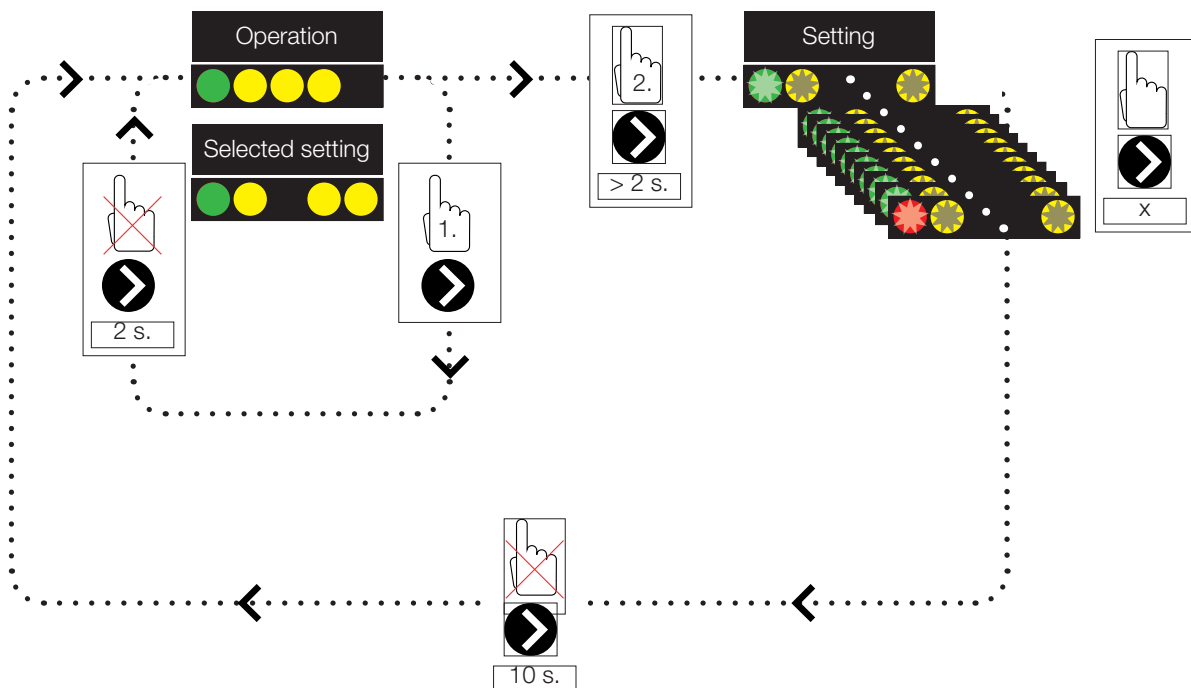 Operation
Selected setting
2 s.
1.
2.
> 2 s.
Setting
x
10 s.